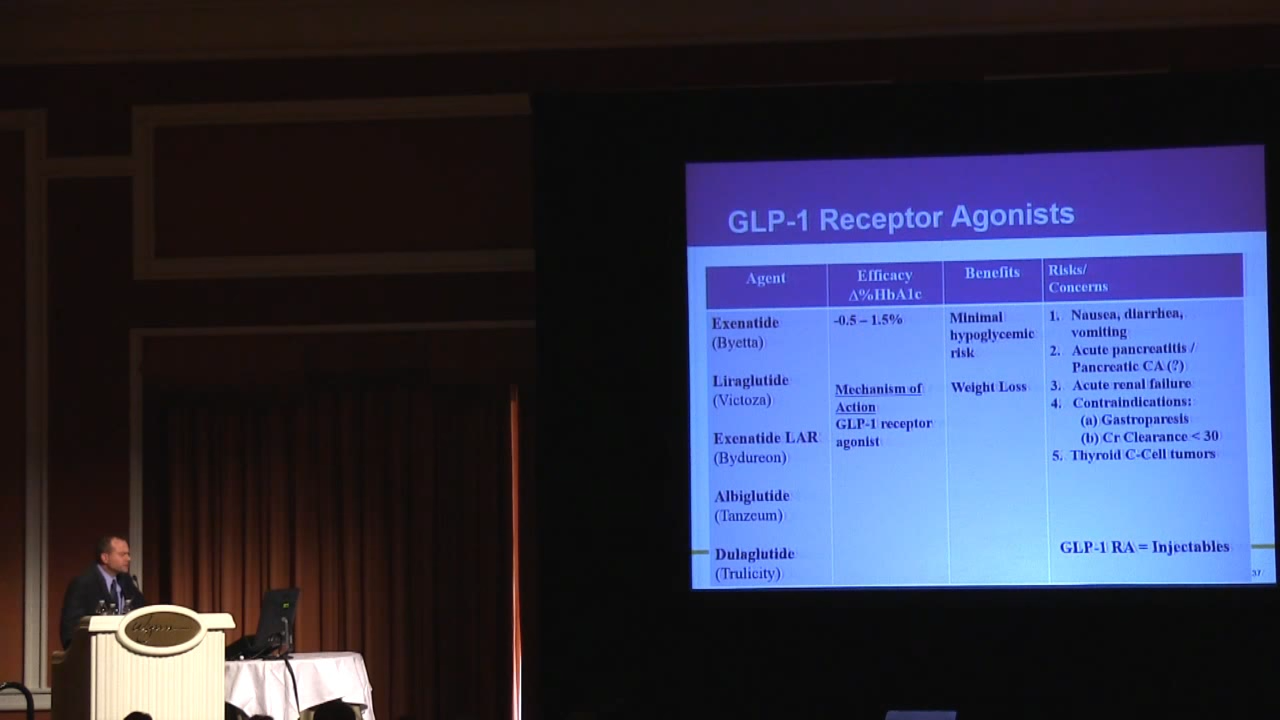 GLP-1 Receptor Agonists
Agent
Efficacy
Δ%HbA1c
Benefits
Risks/
Concerns
Exenatide
(Byetta)
Liraglutide
(Victoza)
Exenatide LAR
(Bydureon)
Albiglutide
(Tanzeum)
Dulaglutide
(Trulicity)
-0.5 – 1.5%
Mechanism of
Action
GLP-1 receptor
agonist
Minimal
hypoglycemic
risk
Weight Loss
1. Nausea, diarrhea,
vomiting
2. Acute pancreatitis /
Pancreatic CA (?)
3. Acute renal failure
4. Contraindications:
(a) Gastroparesis
(b) Cr Clearance < 30
5. Thyroid C-Cell tumors
GLP-1 RA = Injectables
37
Wynn